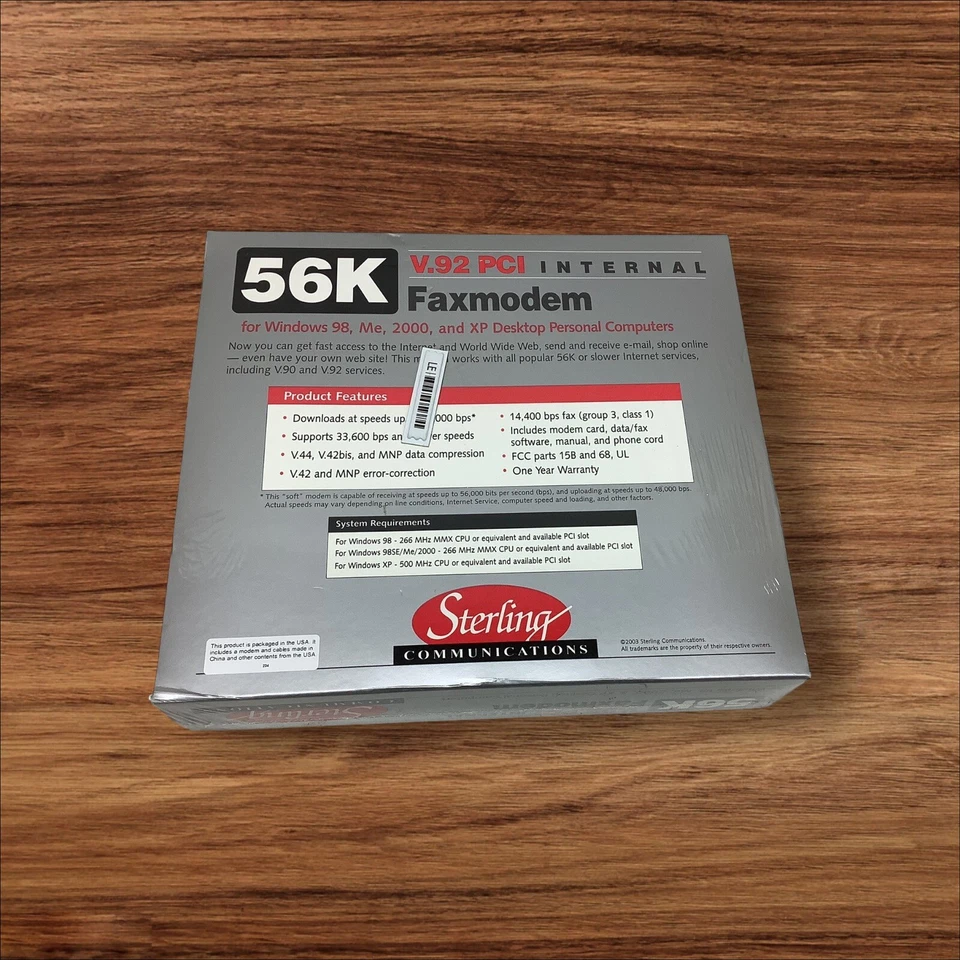 56K V.92 PCI INTERNAL
Faxmodem
for Windows 98, Me, 2000, and XP Desktop Personal Computers
Now you can get fast access to the Internet and World Wide Web, send and receive e-mail, shop online
— even have your own web site! This m works with all popular 56K or slower Internet services,
including V.90 and V.92 services.
LE
Product Features
• Downloads at speeds up 000 bps*
• Supports 33,600 bps an er speeds
• V.44, V.42bis, and MNP data compression
• V.42 and MNP error-correction
• 14,400 bps fax (group 3, class 1)
• Includes modem card, data/fax
software, manual, and phone cord
• FCC parts 15B and 68, UL
• One Year Warranty
* This "soft" modem is capable of receiving at speeds up to 56,000 bits per second (bps), and uploading at speeds up to 48,000 bps.
Actual speeds may vary depending on line conditions, Internet Service, computer speed and loading, and other factors.
System Requirements
For Windows 98 - 266 MHz MMX CPU or equivalent and available PCI slot
For Windows 98SE/Me/2000 - 266 MHz MMX CPU or equivalent and available PCI slot
For Windows XP - 500 MHz CPU or equivalent and available PCI slot
Sterling
COMMUNICATIONS
This product is packaged in the USA. It
includes a modem and cables made in
China and other contents from the USA
204
©2003 Sterling Communications.
All trademarks are the property of their respective owners.
Sterling
56K Faxmodem